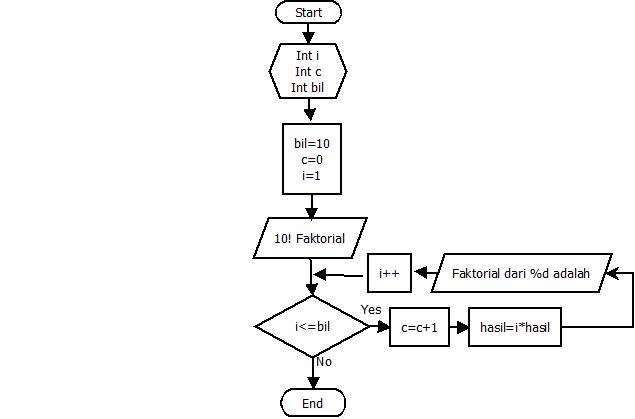 Start
Int i
Int c
Int bil
bil=10
c=0
i=1
10! Faktorial
i++
Faktorial dari %d adalah
i<=bil
Yes
c=c+1
hasil=i*hasil
No
End